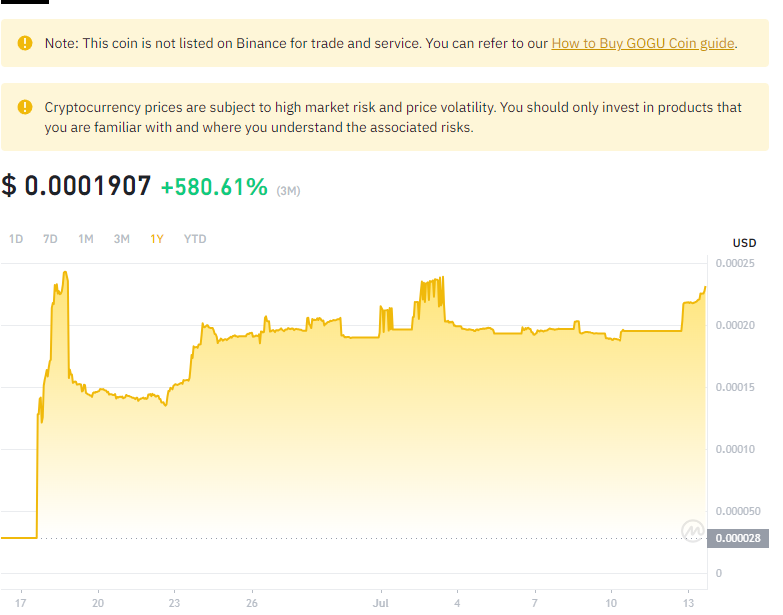 Note: This coin is not listed on Binance for trade and service. You can refer to our How to Buy GOGU Coin guide.
Cryptocurrency prices are subject to high market risk and price volatility. You should only invest in products that
you are familiar with and where you understand the associated risks.
$ 0.0001907 +580.61% (3M)
1D 7D 1M 3M 1Y YTD
USD
0.00025
0.00020
0.00015
0.00010
0.000050
0.000028
0
17 20 23 26 Jul 4 7 10 13